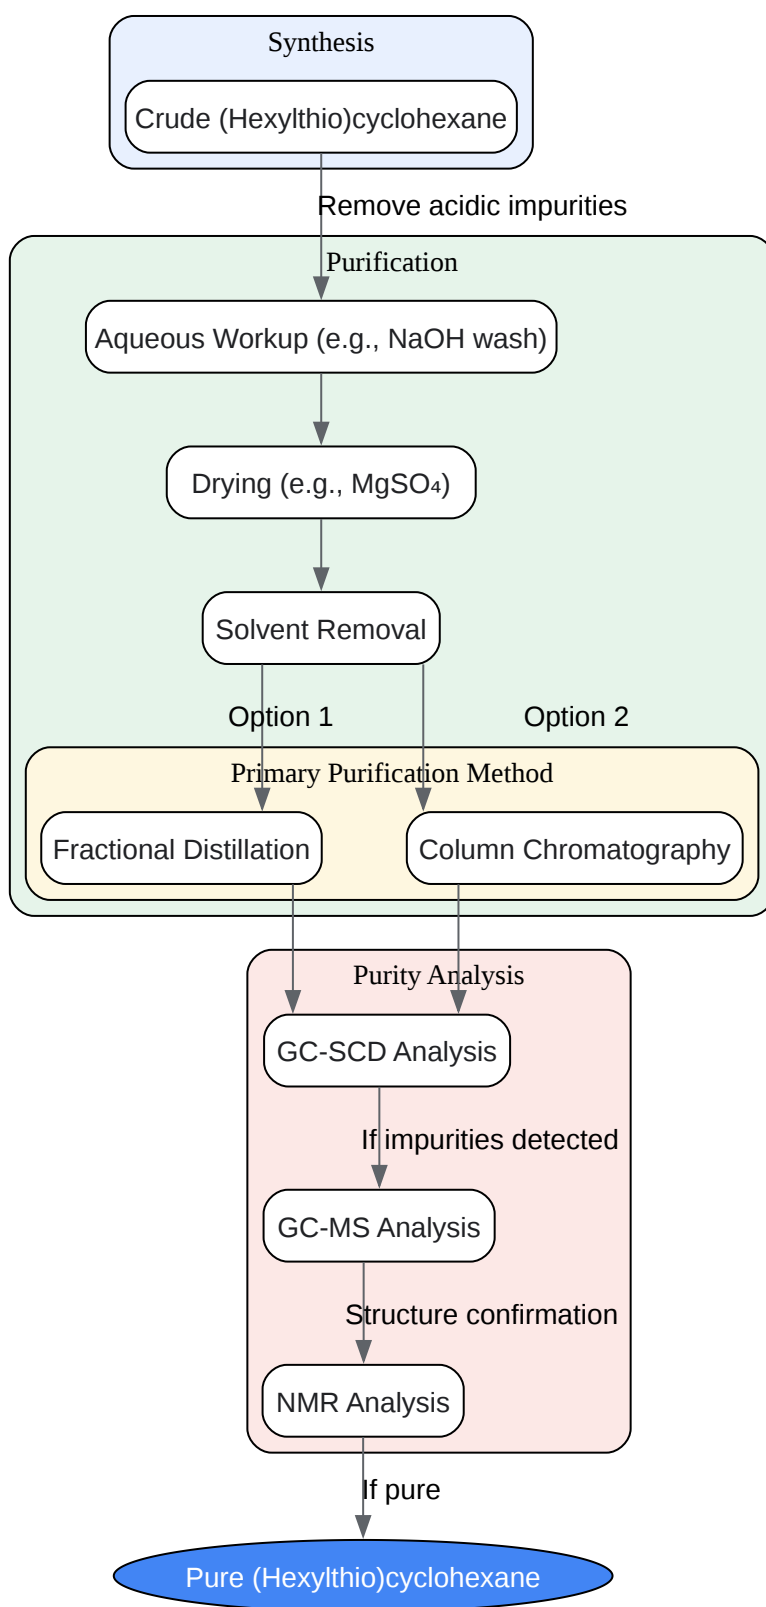 Synthesis
Crude (Hexylthio)cyclohexane
Remove acidic impurities
Purification
Aqueous Workup (e.g., NaOH wash)
Drying (e.g., MgSO₄)
Solvent Removal
Option 1
Option 2
Primary Purification Method
Fractional Distillation
Column Chromatography
Purity Analysis
GC-SCD Analysis
If impurities detected
GC-MS Analysis
Structure confirmation
NMR Analysis
If pure
Pure (Hexylthio)cyclohexane